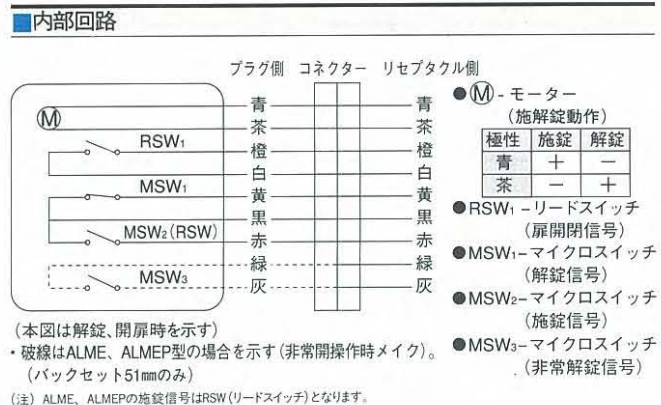 ■内部回路
プラグ側 コネクター リセプタクル側
M
RSW₁
MSW₁
MSW₂(RSW)
MSW₃
青 青
茶 茶
橙 橙
白 白
黄 黄
黒 黒
赤 赤
緑 緑
灰 灰
●M-モーター
(施解錠動作)
極性 施錠 解錠
青 + −
茶 − +
●RSW₁-リードスイッチ
(扉開閉信号)
●MSW₁-マイクロスイッチ
(解錠信号)
●MSW₂-マイクロスイッチ
(施錠信号)
●MSW₃-マイクロスイッチ
(非常解錠信号)
(本図は解錠、開扉時を示す)
・破線はALME、ALMEP型の場合を示す(非常開操作時メイク)。
(バックセット51㎜のみ)
(注) ALME、ALMEPの施錠信号はRSW(リードスイッチ)となります。